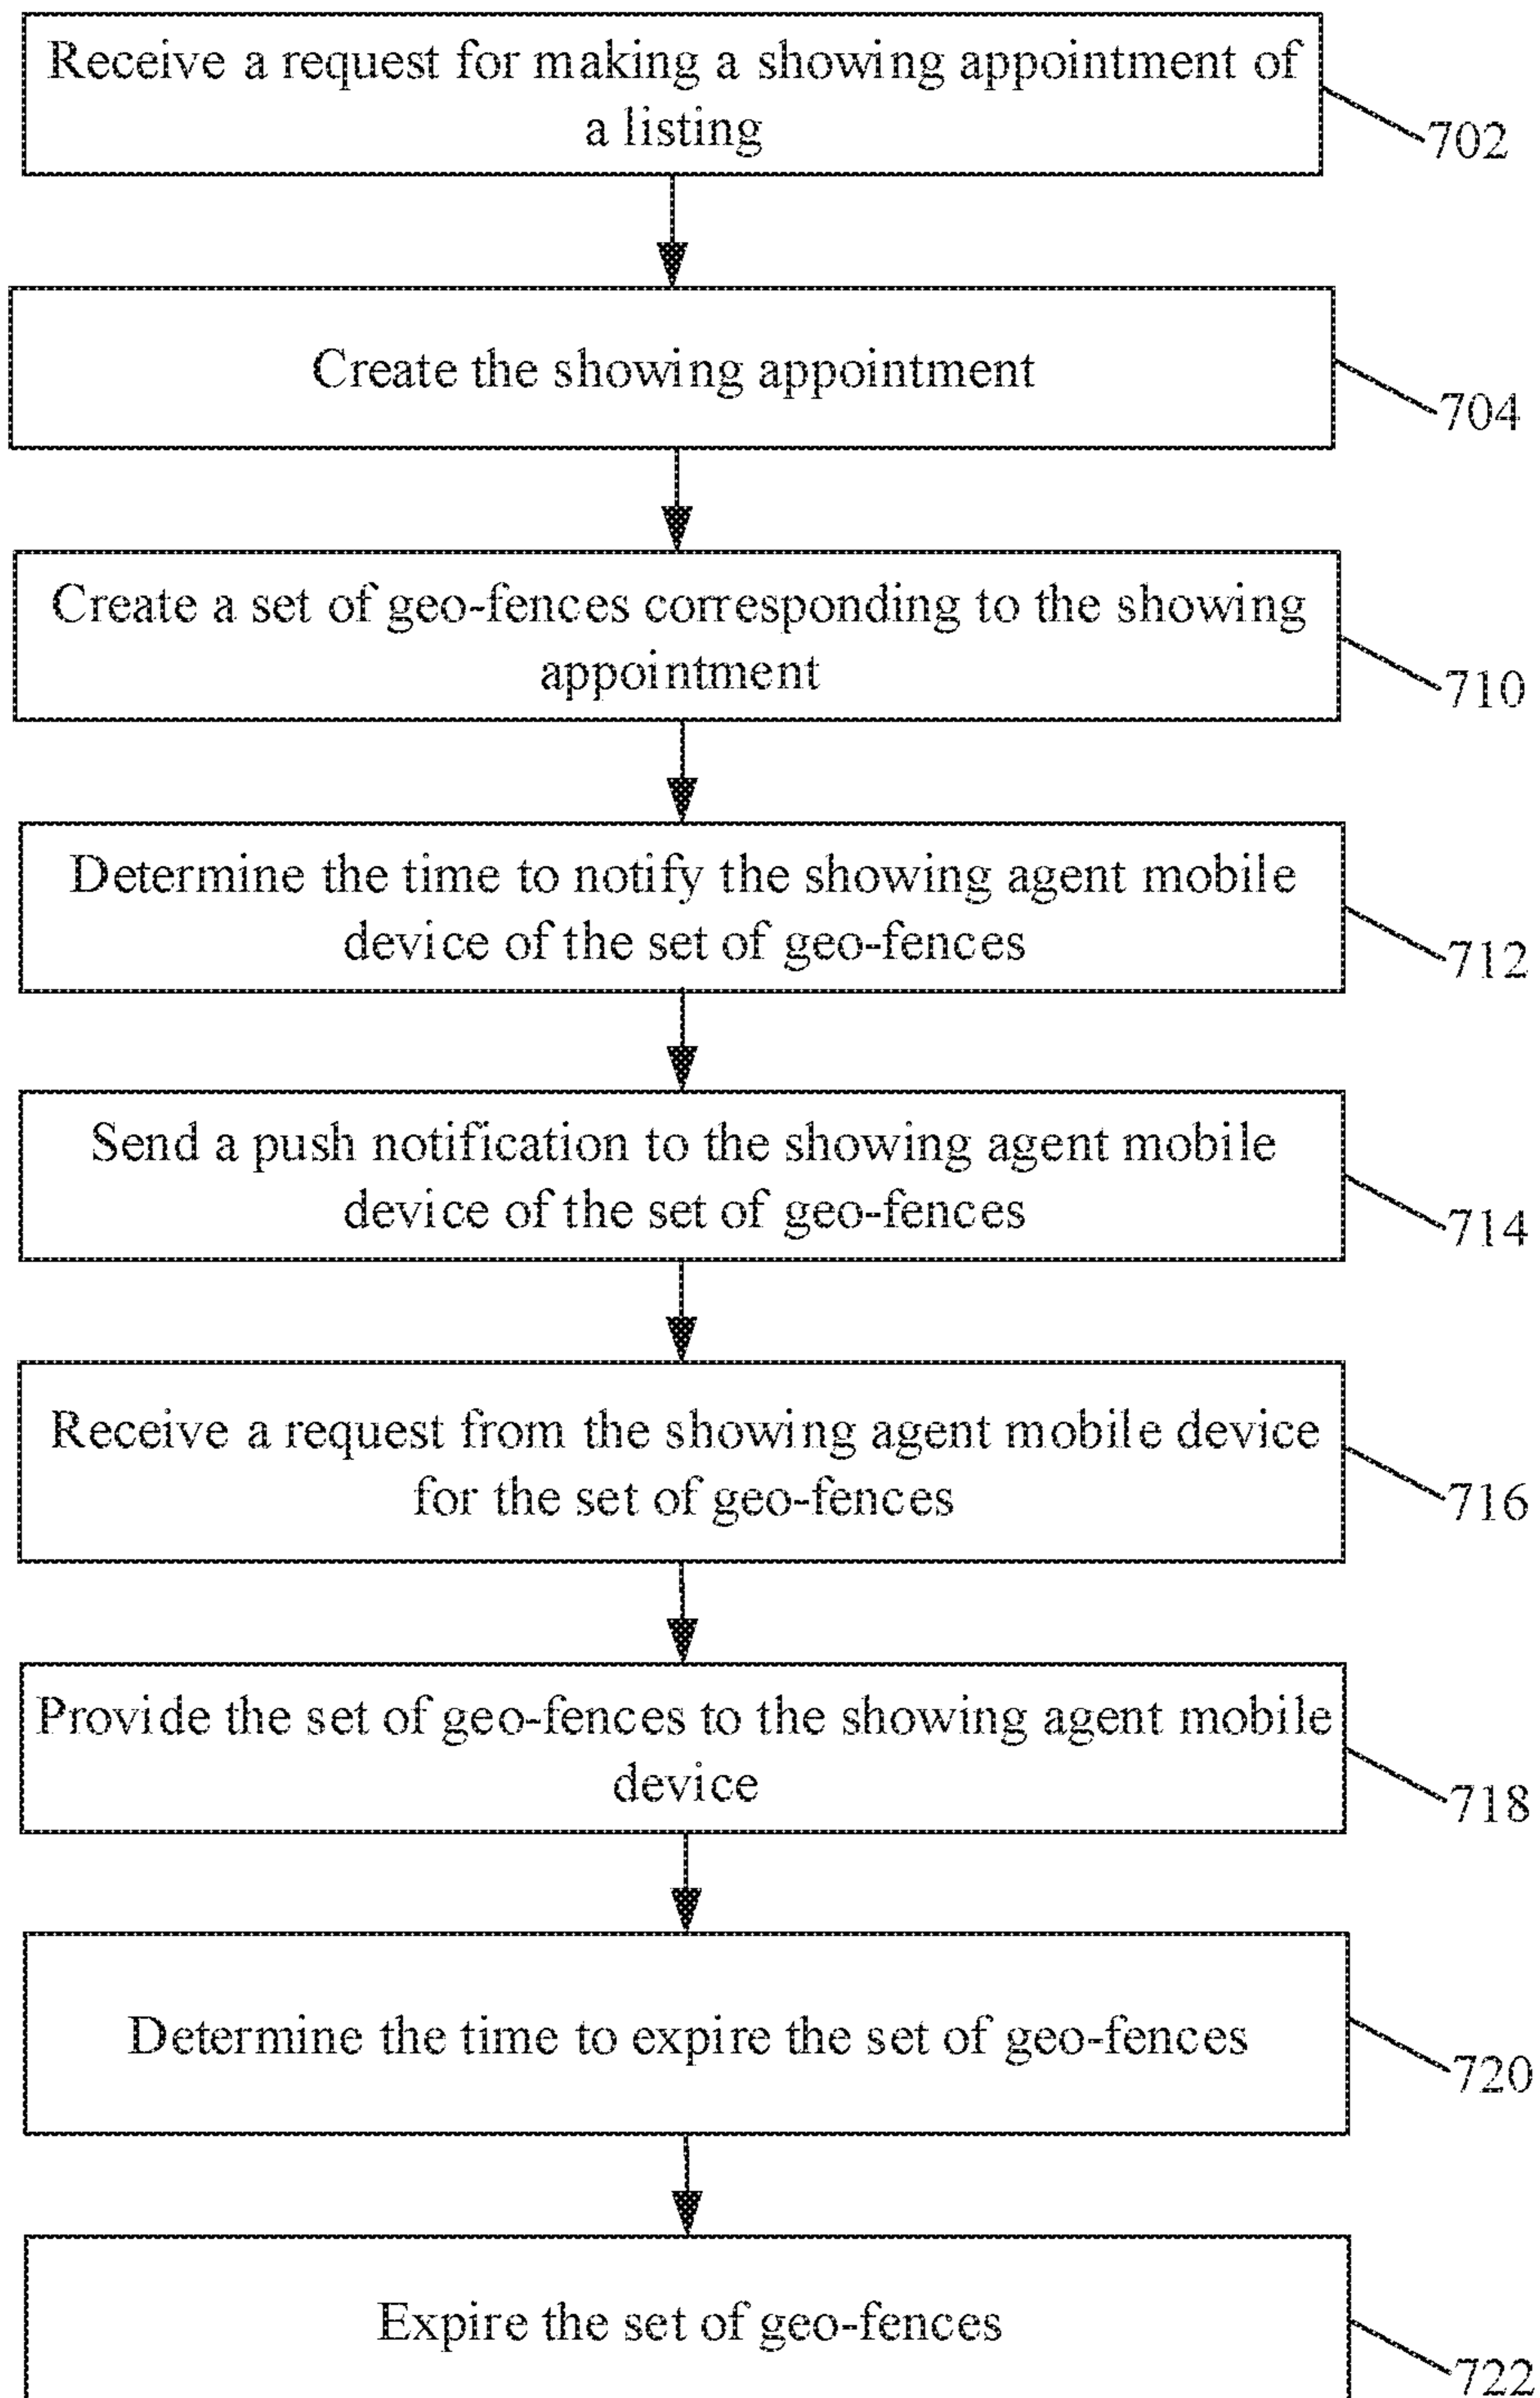 Receive a request for making a showing appointment of
a listing
702
Create the showing appointment
704
Create a set of geo-fences corresponding to the showing
appointment
710
Determine the time to notify the showing agent mobile
device of the set of geo-fences
712
Send a push notification to the showing agent mobile
device of the set of geo-fences
714
Receive a request from the showing agent mobile device
for the set of geo-fences
716
Provide the set of geo-fences to the showing agent mobile
device
718
Determine the time to expire the set of geo-fences
720
Expire the set of geo-fences
722